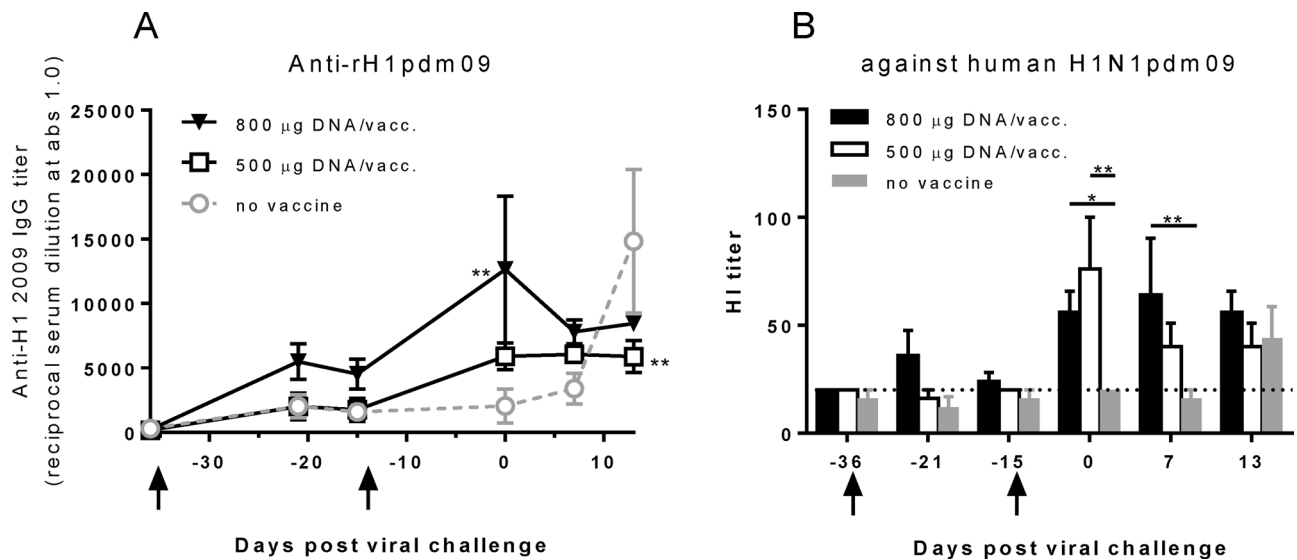 A
Anti-rH1pdm09
Anti-H1 2009 IgG titer
(reciprocal serum dilution at abs 1.0)
25000
20000
15000
10000
5000
0
800 µg DNA/vacc.
500 µg DNA/vacc.
no vaccine
**
**
-30
-20
-10
0
10
Days post viral challenge
B
against human H1N1pdm09
HI titer
150
100
50
0
800 µg DNA/vacc.
500 µg DNA/vacc.
no vaccine
**
*
**
-36
-21
-15
0
7
13
Days post viral challenge